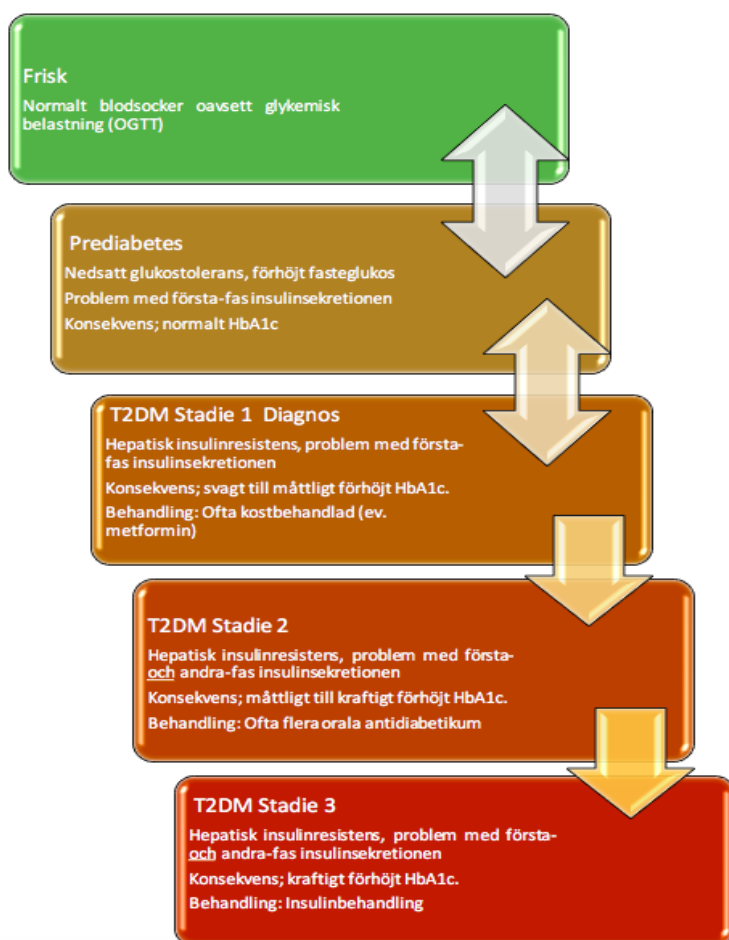 Frisk
Normalt blodsocker oavsett glykemisk
belastning (OGTT)
Prediabetes
Nedsatt glukostolerans, förhöjt fasteglukos
Problem med första-fas insulinsekretionen
Konsekvens; normalt HbA1c
T2DM Stadie 1 Diagnos
Hepatisk insulinresistens, problem med första-
fas insulinsekretionen
Konsekvens; svagt till måttligt förhöjt HbA1c.
Behandling: Ofta kostbehandlad (ev.
metformin)
T2DM Stadie 2
Hepatisk insulinresistens, problem med första-
och andra-fas insulinsekretionen
Konsekvens; måttligt till kraftigt förhöjt HbA1c.
Behandling: Ofta flera orala antidiabetikum
T2DM Stadie 3
Hepatisk insulinresistens, problem med första-
och andra-fas insulinsekretionen
Konsekvens; kraftigt förhöjt HbA1c.
Behandling: Insulinbehandling